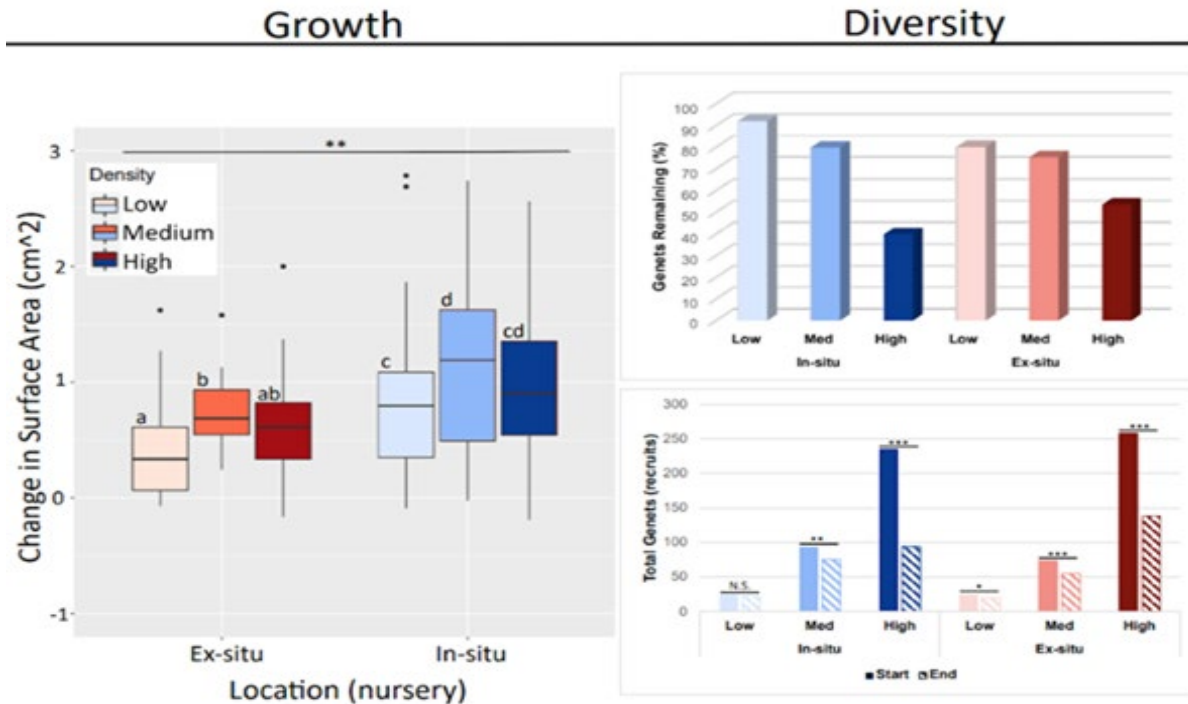 Growth
Diversity
**
3
2
1
0
-1
Change in Surface Area (cm^2)
Density
Low
Medium
High
a
b
ab
c
d
cd
Ex-situ
In-situ
Location (nursery)
100
90
80
70
60
50
40
30
20
10
0
Genets Remaining (%)
Low
Med
High
Low
Med
High
In-situ
Ex-situ
300
250
200
150
100
50
0
Total Genets (recruits)
N.S.
**
***
*
***
***
Low
Med
High
Low
Med
High
In-situ
Ex-situ
Start
End